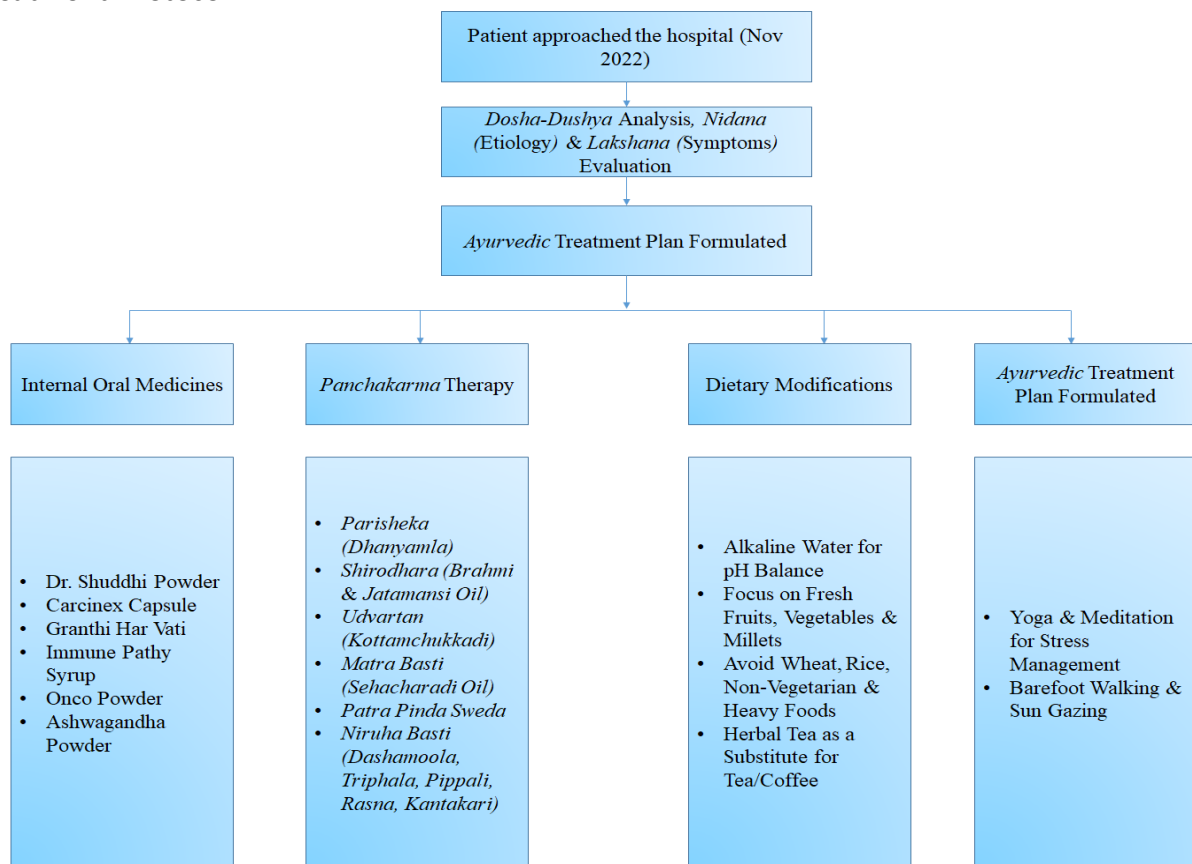 Patient approached the hospital (Nov
2022)
Dosha-Dushya Analysis, Nidana
(Etiology) & Lakshana (Symptoms)
Evaluation
Ayurvedic Treatment Plan Formulated
Internal Oral Medicines
Panchakarma Therapy
Dietary Modifications
Ayurvedic Treatment
Plan Formulated
• Dr. Shuddhi Powder
• Carcinex Capsule
• Granthi Har Vati
• Immune Pathy
Syrup
• Onco Powder
• Ashwagandha
Powder
• Parisheka
(Dhanyamla)
• Shirodhara (Brahmi
& Jatamansi Oil)
• Udvartan
(Kottamchukkadi)
• Matra Basti
(Sehacharadi Oil)
• Patra Pinda Sweda
• Niruha Basti
(Dashamoola,
Triphala, Pippali,
Rasna, Kantakari)
• Alkaline Water for
pH Balance
• Focus on Fresh
Fruits, Vegetables &
Millets
• Avoid Wheat, Rice,
Non-Vegetarian &
Heavy Foods
• Herbal Tea as a
Substitute for
Tea/Coffee
• Yoga & Meditation
for Stress
Management
• Barefoot Walking &
Sun Gazing